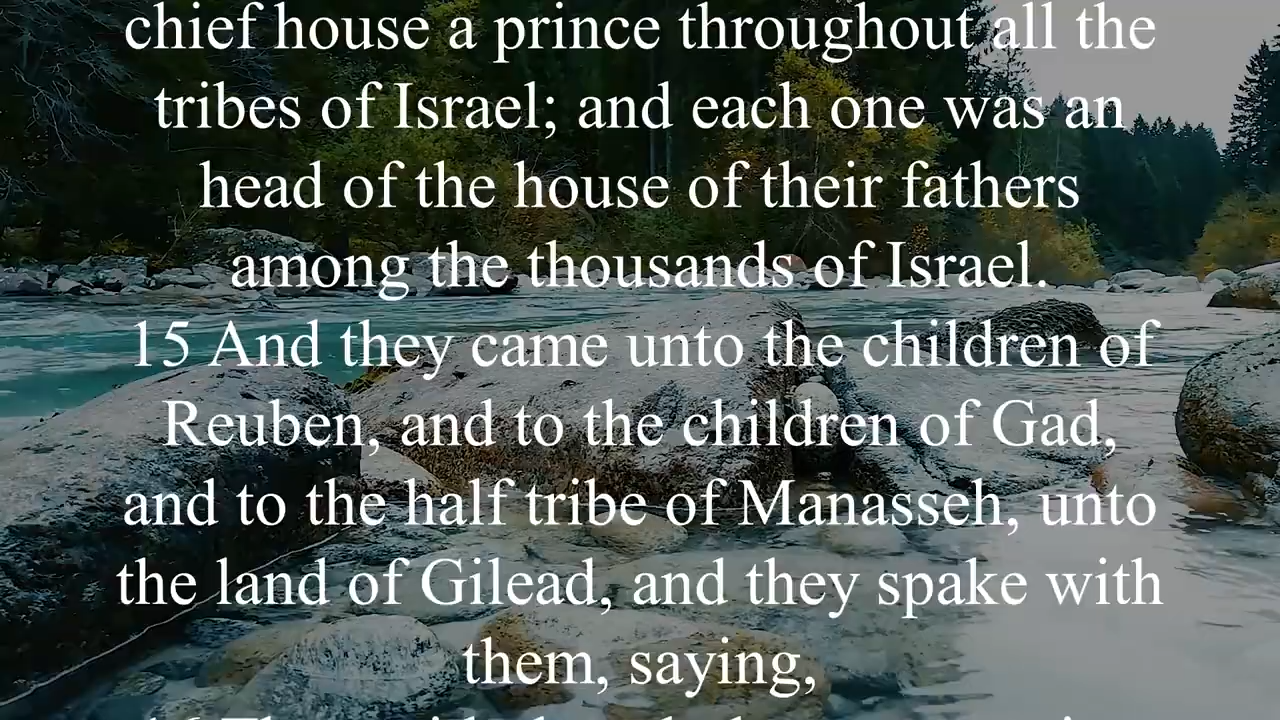 chief house a prince throughout all the
tribes of Israel; and each one was an
head of the house of their fathers
among the thousands of Israel.
15 And they came unto the children of
Reuben, and to the children of Gad,
and to the half tribe of Manasseh, unto
the land of Gilead, and they spake with
them, saying,